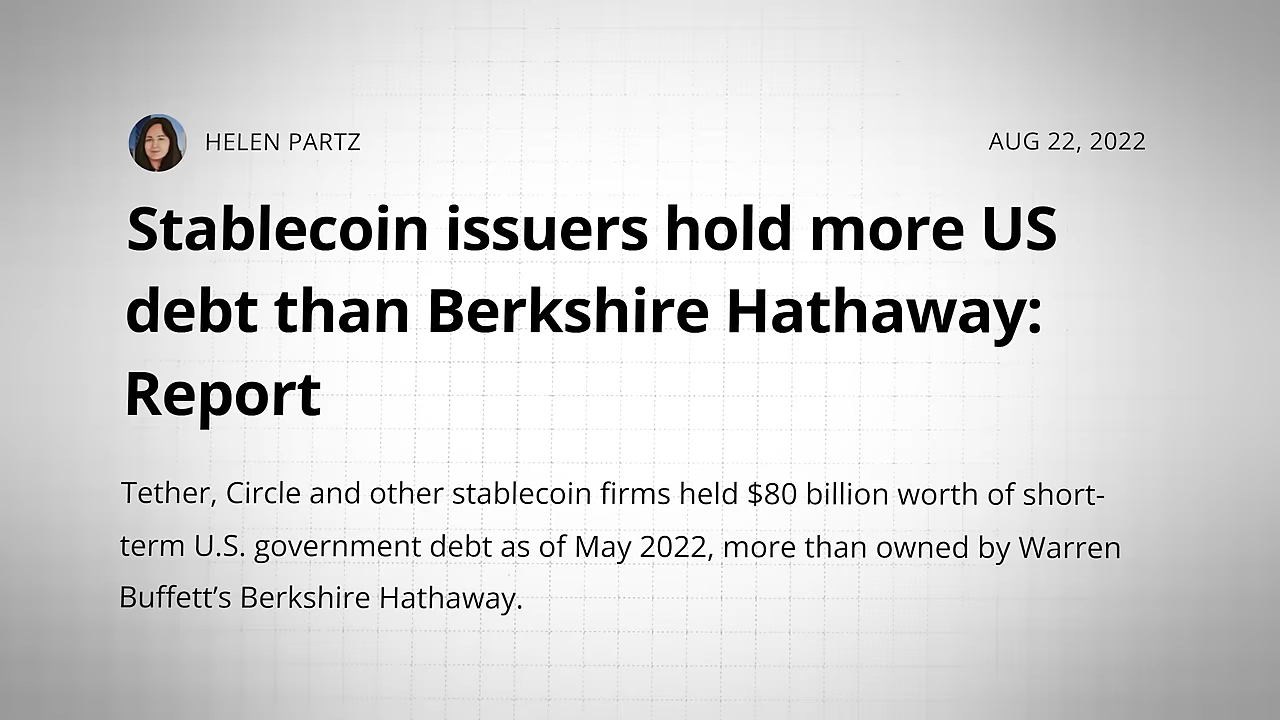 HELEN PARTZ
AUG 22, 2022
Stablecoin issuers hold more US
debt than Berkshire Hathaway:
Report
Tether, Circle and other stablecoin firms held $80 billion worth of short-
term U.S. government debt as of May 2022, more than owned by Warren
Buffett’s Berkshire Hathaway.